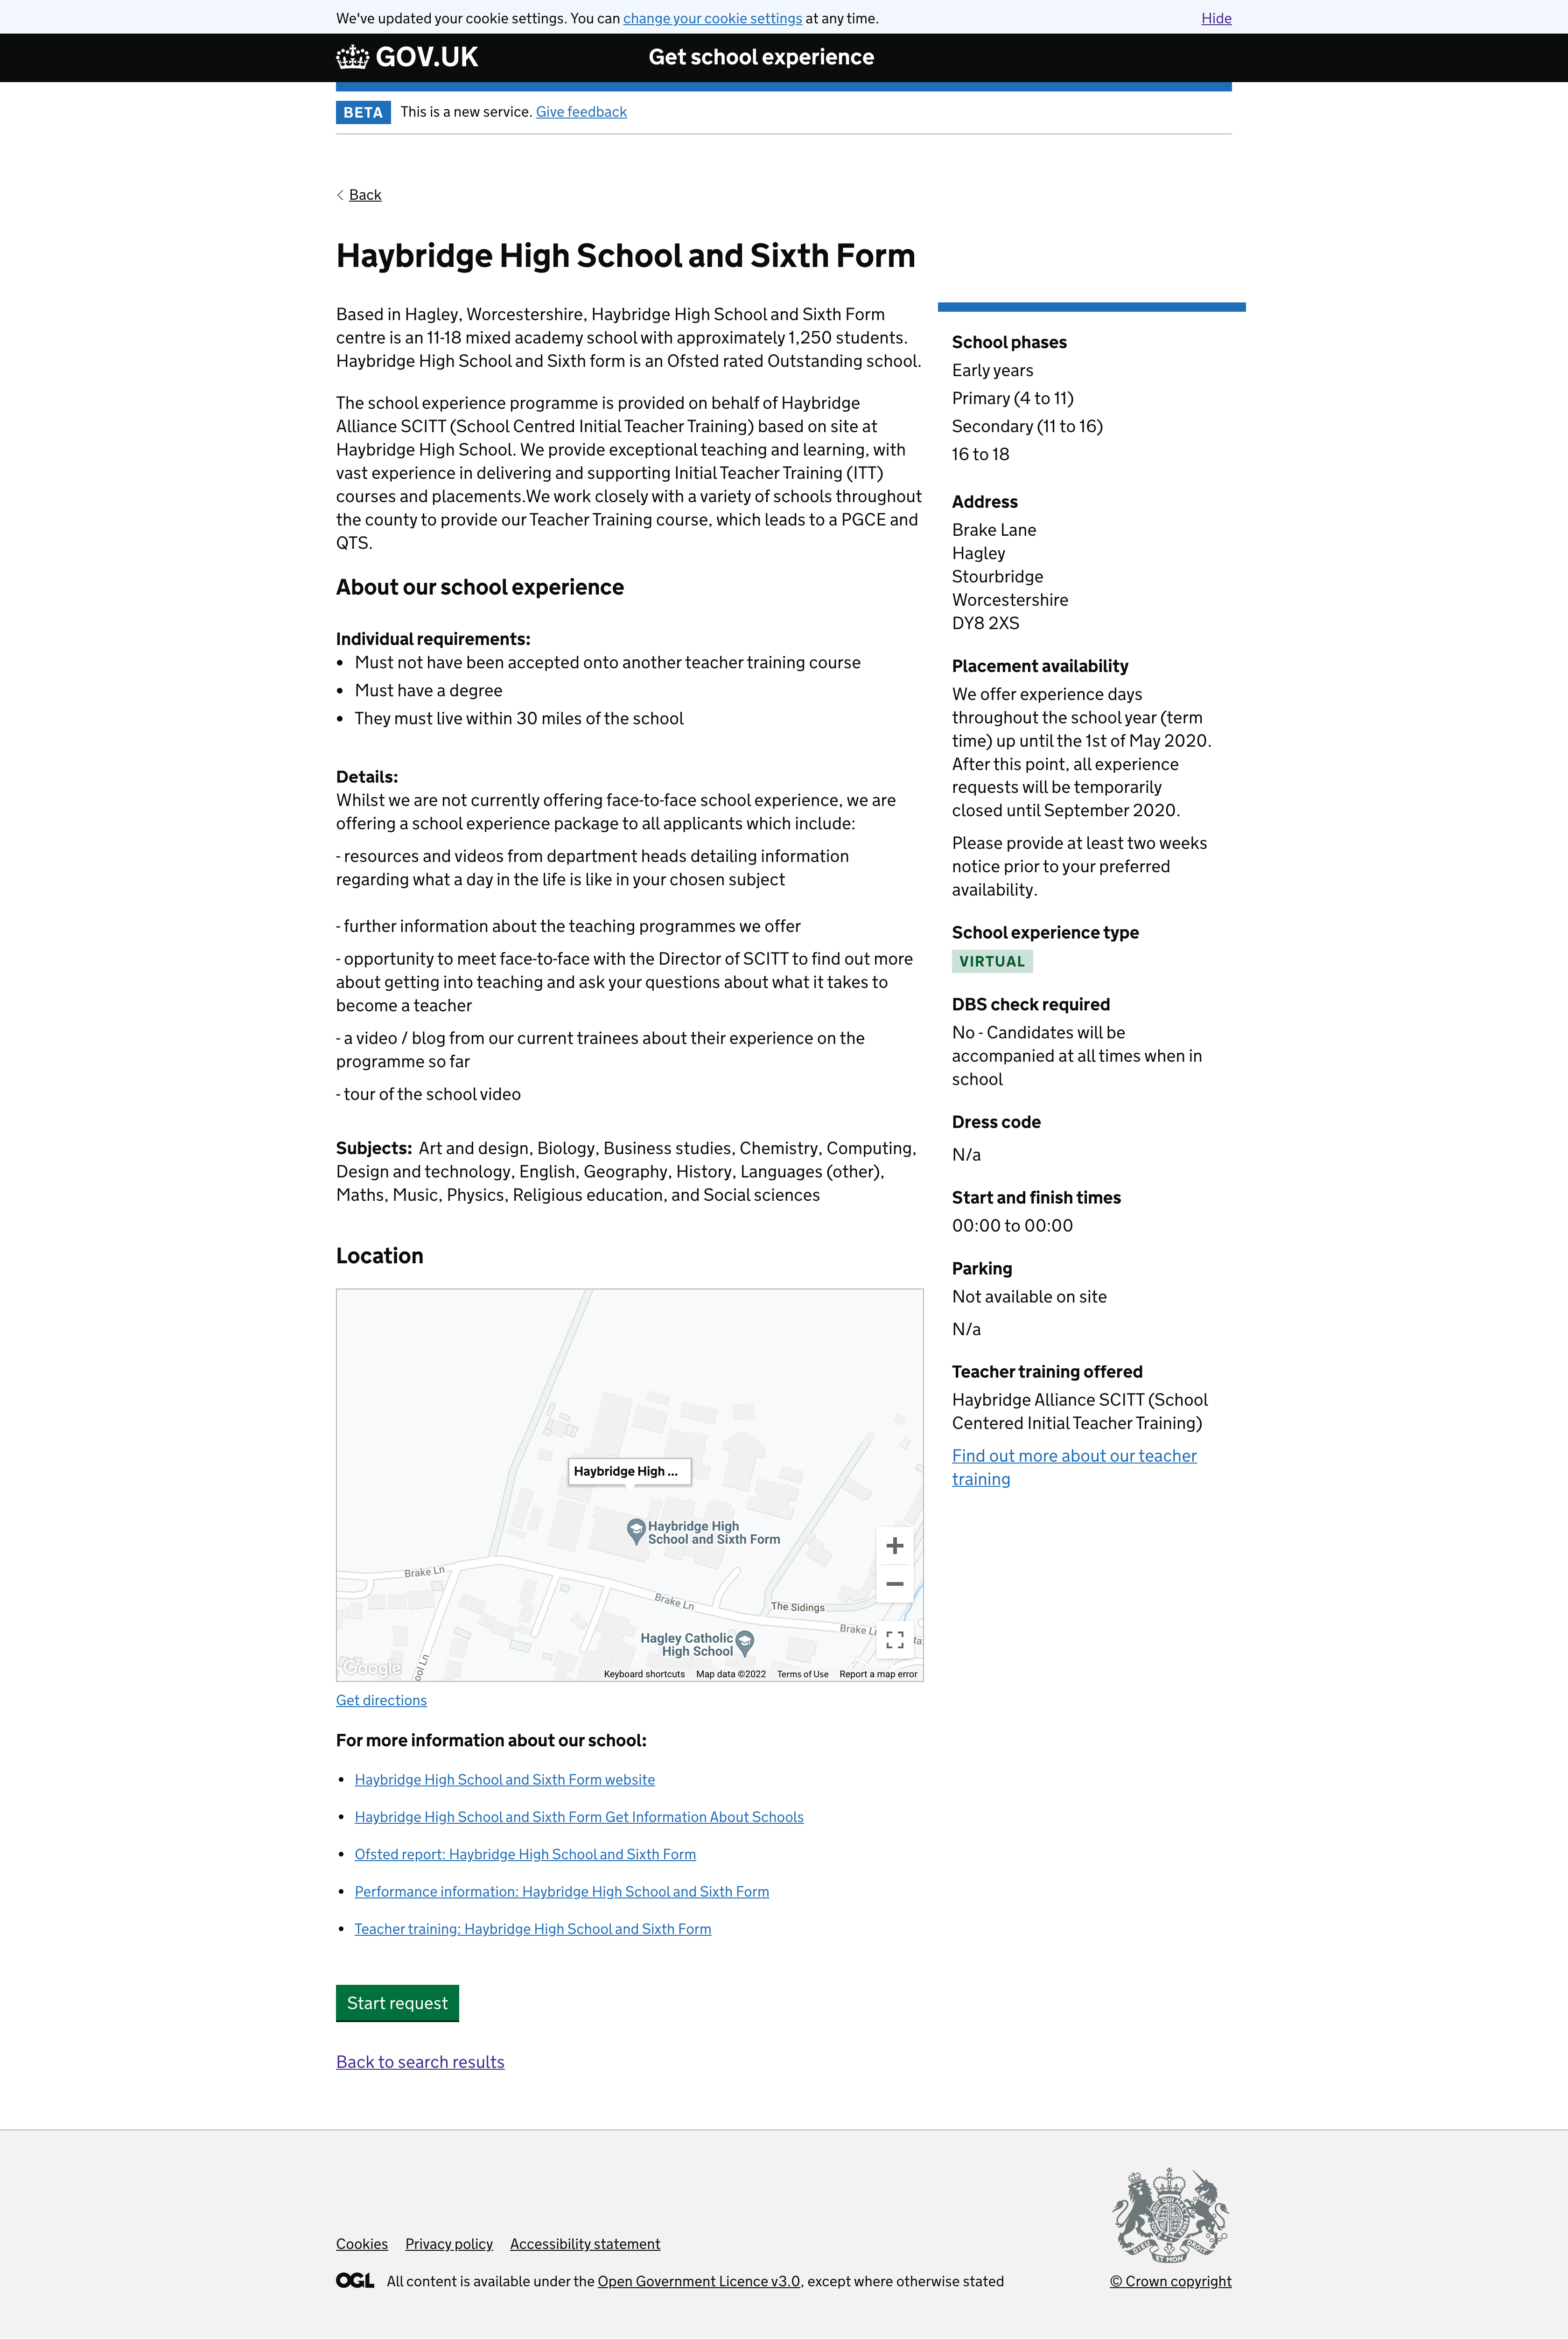 We've updated your cookie settings. You can change your cookie settings at any time.
Hide
GOV.UK
Get school experience
BETA
This is a new service. Give feedback
Back
Haybridge High School and Sixth Form
Based in Hagley, Worcestershire, Haybridge High School and Sixth Form
centre is an 11-18 mixed academy school with approximately 1,250 students.
Haybridge High School and Sixth form is an Ofsted rated Outstanding school.
The school experience programme is provided on behalf of Haybridge
Alliance SCITT (School Centred Initial Teacher Training) based on site at
Haybridge High School. We provide exceptional teaching and learning, with
vast experience in delivering and supporting Initial Teacher Training (ITT)
courses and placements.We work closely with a variety of schools throughout
the county to provide our Teacher Training course, which leads to a PGCE and
QTS.
About our school experience
Individual requirements:
• Must not have been accepted onto another teacher training course
• Must have a degree
• They must live within 30 miles of the school
Details:
Whilst we are not currently offering face-to-face school experience, we are
offering a school experience package to all applicants which include:
- resources and videos from department heads detailing information
regarding what a day in the life is like in your chosen subject
- further information about the teaching programmes we offer
- opportunity to meet face-to-face with the Director of SCITT to find out more
about getting into teaching and ask your questions about what it takes to
become a teacher
- a video / blog from our current trainees about their experience on the
programme so far
- tour of the school video
Subjects: Art and design, Biology, Business studies, Chemistry, Computing,
Design and technology, English, Geography, History, Languages (other),
Maths, Music, Physics, Religious education, and Social sciences
Location
Haybridge High ...
Haybridge High
School and Sixth Form
Brake Ln
Brake Ln
The Sidings
Brake Ln
Hagley Catholic
High School
ool Ln
Google
Keyboard shortcuts
Map data ©2022
Terms of Use
Report a map error
Get directions
For more information about our school:
• Haybridge High School and Sixth Form website
• Haybridge High School and Sixth Form Get Information About Schools
• Ofsted report: Haybridge High School and Sixth Form
• Performance information: Haybridge High School and Sixth Form
• Teacher training: Haybridge High School and Sixth Form
Start request
Back to search results
School phases
Early years
Primary (4 to 11)
Secondary (11 to 16)
16 to 18
Address
Brake Lane
Hagley
Stourbridge
Worcestershire
DY8 2XS
Placement availability
We offer experience days
throughout the school year (term
time) up until the 1st of May 2020.
After this point, all experience
requests will be temporarily
closed until September 2020.
Please provide at least two weeks
notice prior to your preferred
availability.
School experience type
VIRTUAL
DBS check required
No - Candidates will be
accompanied at all times when in
school
Dress code
N/a
Start and finish times
00:00 to 00:00
Parking
Not available on site
N/a
Teacher training offered
Haybridge Alliance SCITT (School
Centered Initial Teacher Training)
Find out more about our teacher
training
Cookies
Privacy policy
Accessibility statement
OGL
All content is available under the Open Government Licence v3.0, except where otherwise stated
© Crown copyright